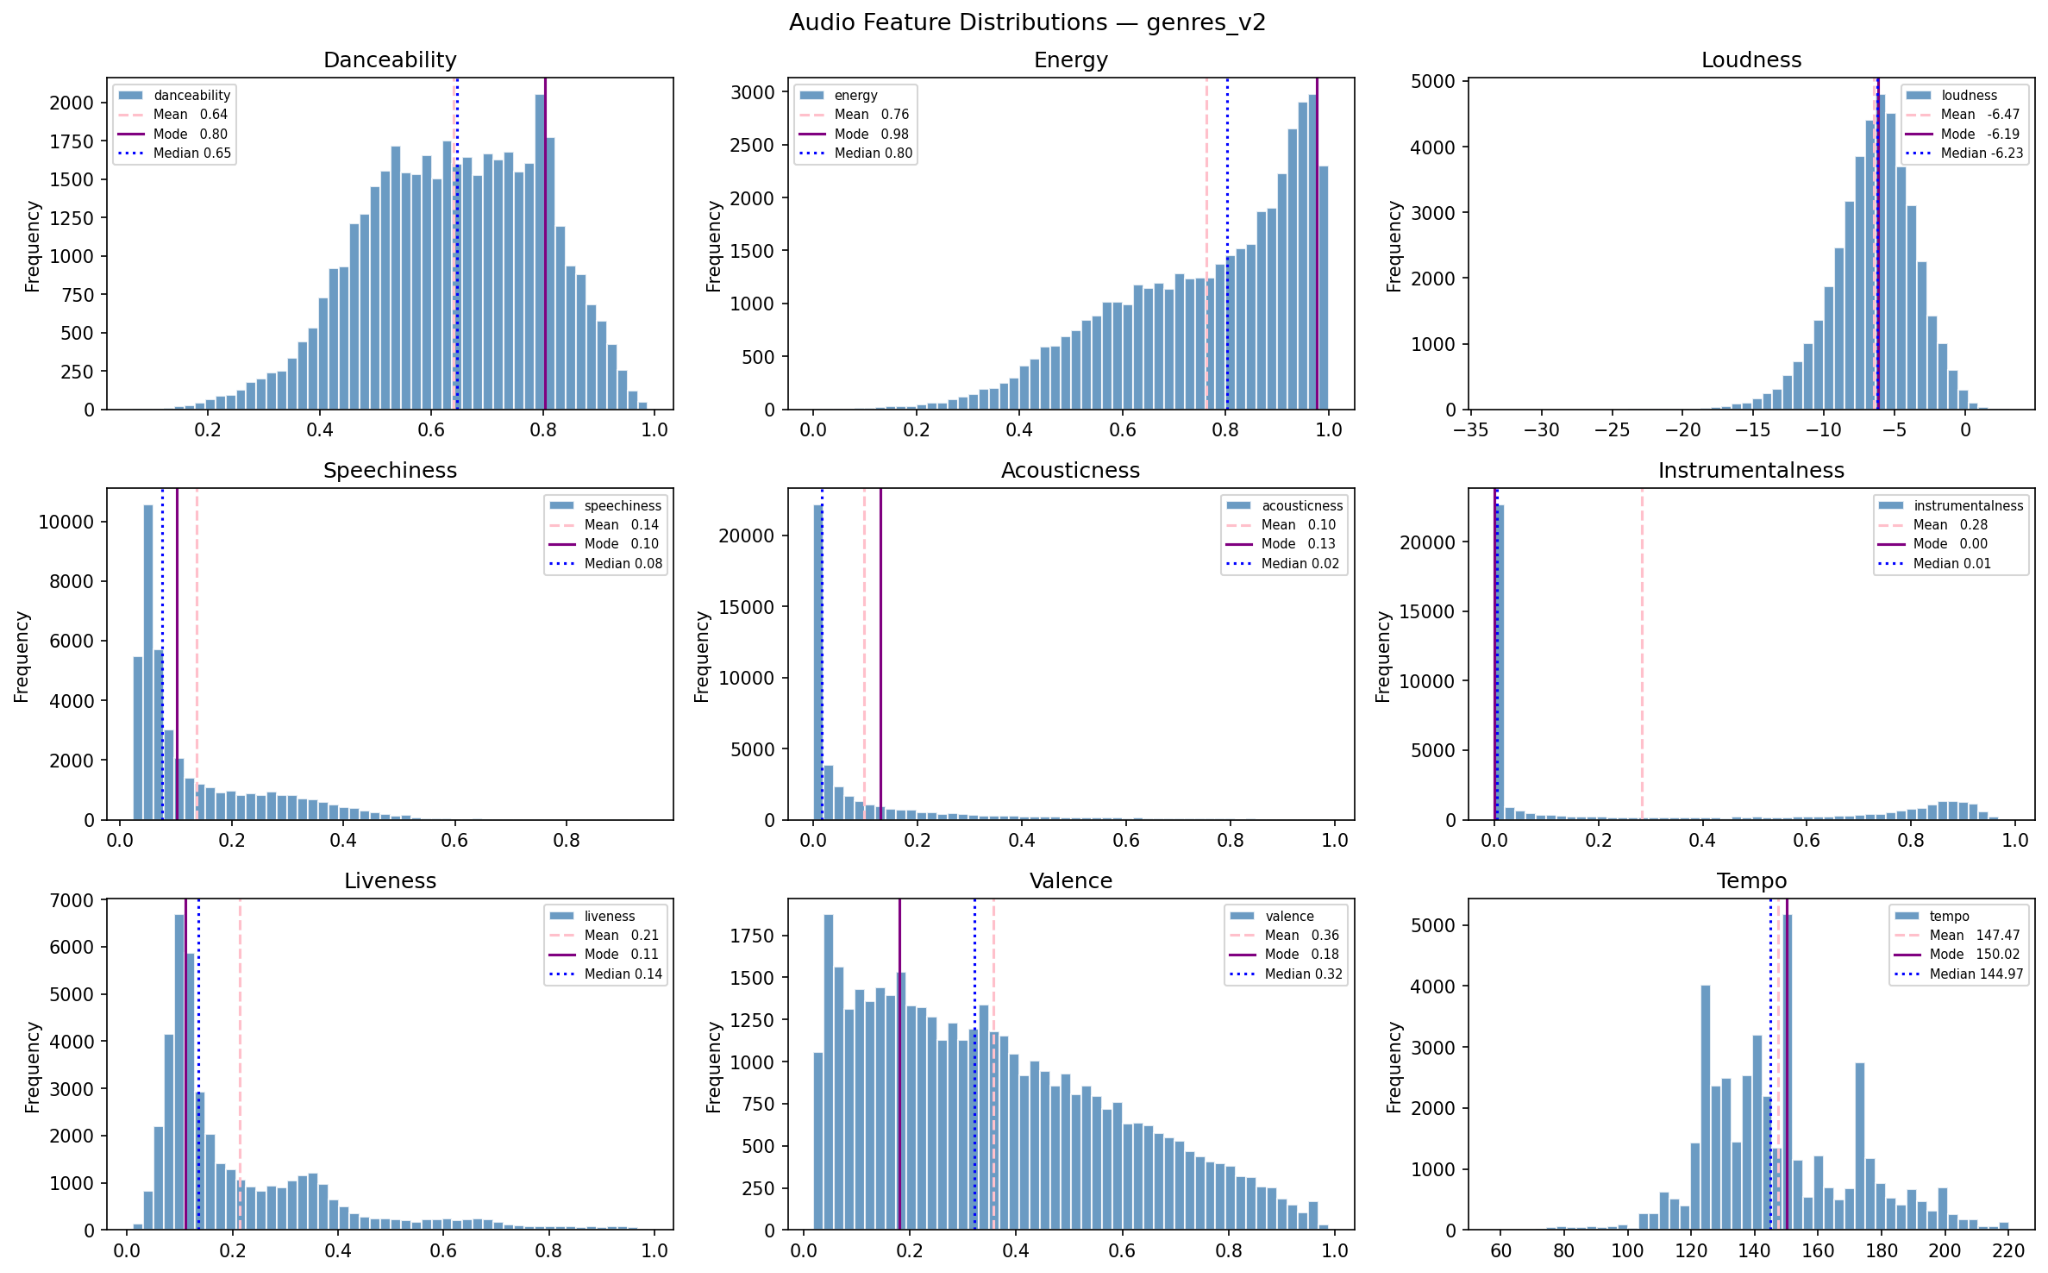 Audio Feature Distributions — genres_v2
Danceability
Frequency
2000
1750
1500
1250
1000
750
500
250
0
0.2 0.4 0.6 0.8 1.0
danceability
Mean 0.64
Mode 0.80
Median 0.65
Energy
Frequency
3000
2500
2000
1500
1000
500
0
0.0 0.2 0.4 0.6 0.8 1.0
energy
Mean 0.76
Mode 0.98
Median 0.80
Loudness
Frequency
5000
4000
3000
2000
1000
0
−35 −30 −25 −20 −15 −10 −5 0
loudness
Mean -6.47
Mode -6.19
Median -6.23
Speechiness
Frequency
10000
8000
6000
4000
2000
0
0.0 0.2 0.4 0.6 0.8
speechiness
Mean 0.14
Mode 0.10
Median 0.08
Acousticness
Frequency
20000
15000
10000
5000
0
0.0 0.2 0.4 0.6 0.8 1.0
acousticness
Mean 0.10
Mode 0.13
Median 0.02
Instrumentalness
Frequency
20000
15000
10000
5000
0
0.0 0.2 0.4 0.6 0.8 1.0
instrumentalness
Mean 0.28
Mode 0.00
Median 0.01
Liveness
Frequency
7000
6000
5000
4000
3000
2000
1000
0
0.0 0.2 0.4 0.6 0.8 1.0
liveness
Mean 0.21
Mode 0.11
Median 0.14
Valence
Frequency
1750
1500
1250
1000
750
500
250
0
0.0 0.2 0.4 0.6 0.8 1.0
valence
Mean 0.36
Mode 0.18
Median 0.32
Tempo
Frequency
5000
4000
3000
2000
1000
0
60 80 100 120 140 160 180 200 220
tempo
Mean 147.47
Mode 150.02
Median 144.97